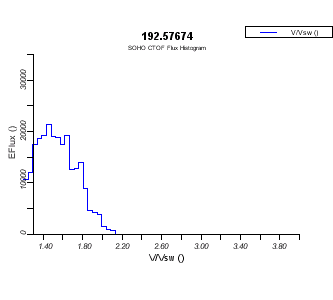 192.57674
SOHO CTOF Flux Histogram
V/Vsw ()
EFlux ()
30000
20000
10000
0
1.40 1.80 2.20 2.60 3.00 3.40 3.80
V/Vsw ()